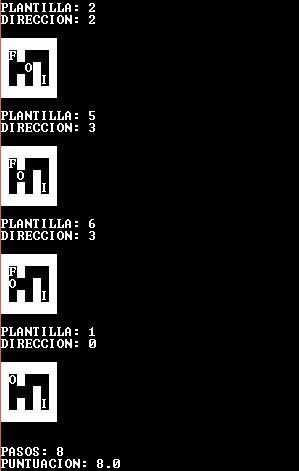 PLANTILLA: 2
DIRECCION: 2
F
O
I
PLANTILLA: 5
DIRECCION: 3
F
O
I
PLANTILLA: 6
DIRECCION: 3
F
O
I
PLANTILLA: 1
DIRECCION: 0
O
I
PASOS: 8
PUNTUACION: 8.0